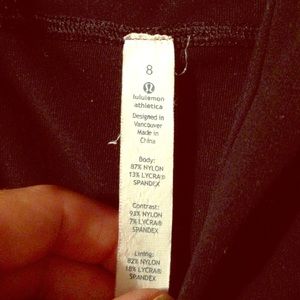 8
lululemon
athletica
Designed in
Vancouver
Made in
China
Body:
87% NYLON
13% LYCRA®
SPANDEX
Contrast:
93% NYLON
7% LYCRA®
SPANDEX
Lining:
82% NYLON
18% LYCRA®
SPANDEX